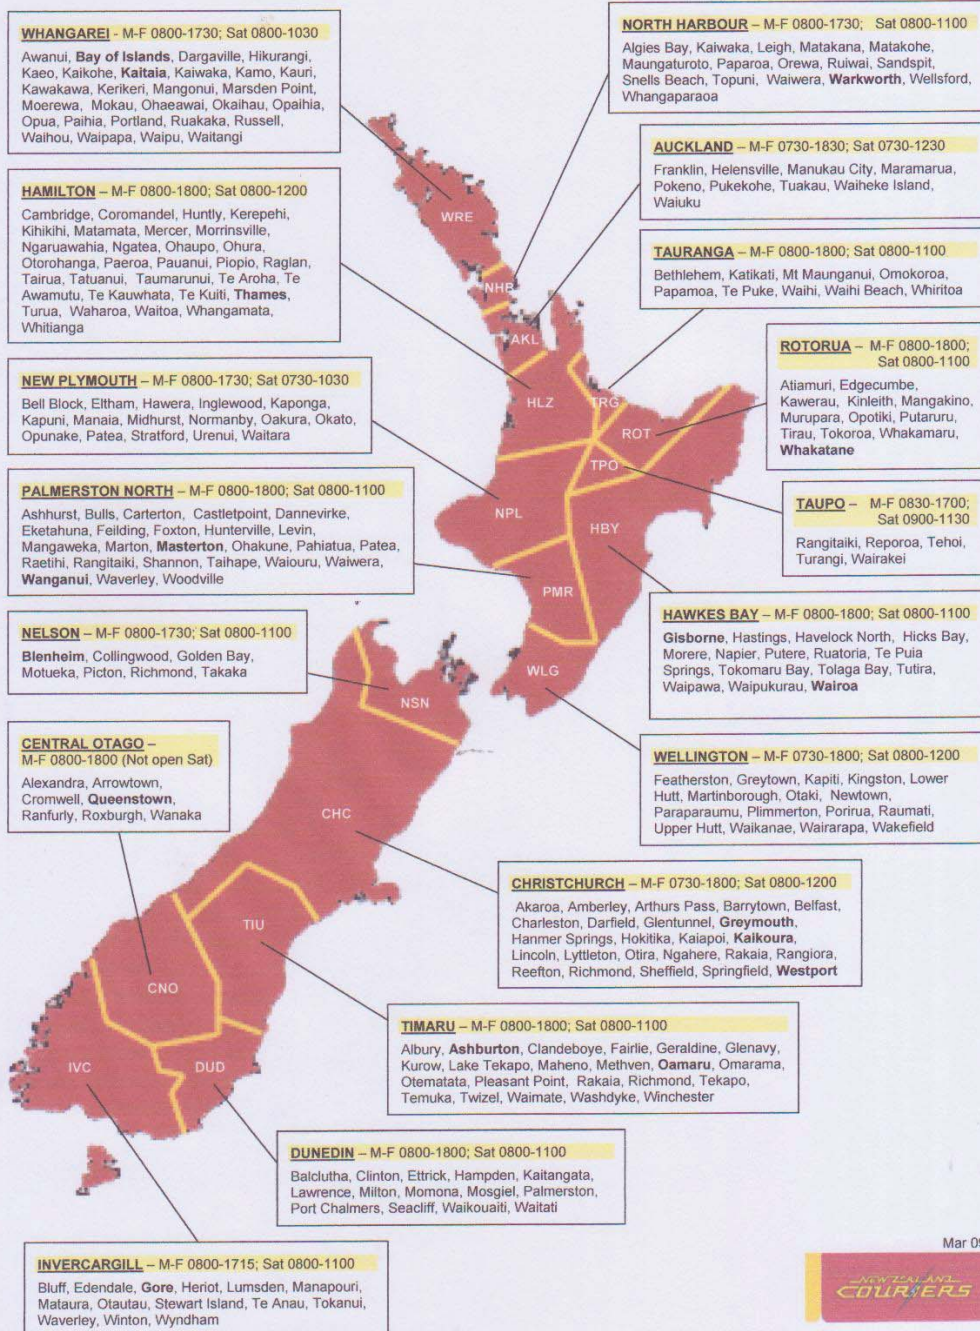 WHANGAREI - M-F 0800-1730; Sat 0800-1030
Awanui, Bay of Islands, Dargaville, Hikurangi,
Kaeo, Kaikohe, Kaitaia, Kaiwaka, Kamo, Kauri,
Kawakawa, Kerikeri, Mangonui, Marsden Point,
Moerewa, Mokau, Ohaeawai, Okaihau, Opaihia,
Opua, Paihia, Portland, Ruakaka, Russell,
Waihou, Waipapa, Waipu, Waitangi
NORTH HARBOUR – M-F 0800-1730; Sat 0800-1100
Algies Bay, Kaiwaka, Leigh, Matakana, Matakohe,
Maungaturoto, Paparoa, Orewa, Ruiwai, Sandspit,
Snells Beach, Topuni, Waiwera, Warkworth, Wellsford,
Whangaparaoa
AUCKLAND – M-F 0730-1830; Sat 0730-1230
Franklin, Helensville, Manukau City, Maramarua,
Pokeno, Pukekohe, Tuakau, Waiheke Island,
Waiuku
HAMILTON – M-F 0800-1800; Sat 0800-1200
Cambridge, Coromandel, Huntly, Kerepehi,
Kihikihi, Matamata, Mercer, Morrinsville,
Ngaruawahia, Ngatea, Ohaupo, Ohura,
Otorohanga, Paeroa, Pauanui, Piopio, Raglan,
Tairua, Tatuanui, Taumarunui, Te Aroha, Te
Awamutu, Te Kauwhata, Te Kuiti, Thames,
Turua, Waharoa, Waitoa, Whangamata,
Whitianga
TAURANGA – M-F 0800-1800; Sat 0800-1100
Bethlehem, Katikati, Mt Maunganui, Omokoroa,
Papamoa, Te Puke, Waihi, Waihi Beach, Whiritoa
ROTORUA – M-F 0800-1800;
Sat 0800-1100
Atiamuri, Edgecumbe,
Kawerau, Kinleith, Mangakino,
Murupara, Opotiki, Putaruru,
Tirau, Tokoroa, Whakamaru,
Whakatane
NEW PLYMOUTH – M-F 0800-1730; Sat 0730-1030
Bell Block, Eltham, Hawera, Inglewood, Kaponga,
Kapuni, Manaia, Midhurst, Normanby, Oakura, Okato,
Opunake, Patea, Stratford, Urenui, Waitara
TAUPO – M-F 0830-1700;
Sat 0900-1130
Rangitaiki, Reporoa, Tehoi,
Turangi, Wairakei
PALMERSTON NORTH – M-F 0800-1800; Sat 0800-1100
Ashhurst, Bulls, Carterton, Castletpoint, Dannevirke,
Eketahuna, Feilding, Foxton, Hunterville, Levin,
Mangaweka, Marton, Masterton, Ohakune, Pahiatua, Patea,
Raetihi, Rangitaiki, Shannon, Taihape, Waiouru, Waiwera,
Wanganui, Waverley, Woodville
HAWKES BAY – M-F 0800-1800; Sat 0800-1100
Gisborne, Hastings, Havelock North, Hicks Bay,
Morere, Napier, Putere, Ruatoria, Te Puia
Springs, Tokomaru Bay, Tolaga Bay, Tutira,
Waipawa, Waipukurau, Wairoa
NELSON – M-F 0800-1730; Sat 0800-1100
Blenheim, Collingwood, Golden Bay,
Motueka, Picton, Richmond, Takaka
WELLINGTON – M-F 0730-1800; Sat 0800-1200
Featherston, Greytown, Kapiti, Kingston, Lower
Hutt, Martinborough, Otaki, Newtown,
Paraparaumu, Plimmerton, Porirua, Raumati,
Upper Hutt, Waikanae, Wairarapa, Wakefield
CENTRAL OTAGO –
M-F 0800-1800 (Not open Sat)
Alexandra, Arrowtown,
Cromwell, Queenstown,
Ranfurly, Roxburgh, Wanaka
CHRISTCHURCH – M-F 0730-1800; Sat 0800-1200
Akaroa, Amberley, Arthurs Pass, Barrytown, Belfast,
Charleston, Darfield, Glentunnel, Greymouth,
Hanmer Springs, Hokitika, Kaiapoi, Kaikoura,
Lincoln, Lyttleton, Otira, Ngahere, Rakaia, Rangiora,
Reefton, Richmond, Sheffield, Springfield, Westport
TIMARU – M-F 0800-1800; Sat 0800-1100
Albury, Ashburton, Clandeboye, Fairlie, Geraldine, Glenavy,
Kurow, Lake Tekapo, Maheno, Methven, Oamaru, Omarama,
Otematata, Pleasant Point, Rakaia, Richmond, Tekapo,
Temuka, Twizel, Waimate, Washdyke, Winchester
DUNEDIN – M-F 0800-1800; Sat 0800-1100
Balclutha, Clinton, Ettrick, Hampden, Kaitangata,
Lawrence, Milton, Momona, Mosgiel, Palmerston,
Port Chalmers, Seacliff, Waikouaiti, Waitati
INVERCARGILL – M-F 0800-1715; Sat 0800-1100
Bluff, Edendale, Gore, Heriot, Lumsden, Manapouri,
Mataura, Otautau, Stewart Island, Te Anau, Tokanui,
Waverley, Winton, Wyndham
WRE
NHB
AKL
HLZ
TRG
ROT
TPO
NPL
HBY
PMR
WLG
NSN
CHC
TIU
CNO
IVC
DUD
Mar 09
NEW ZEALAND
COURIERS